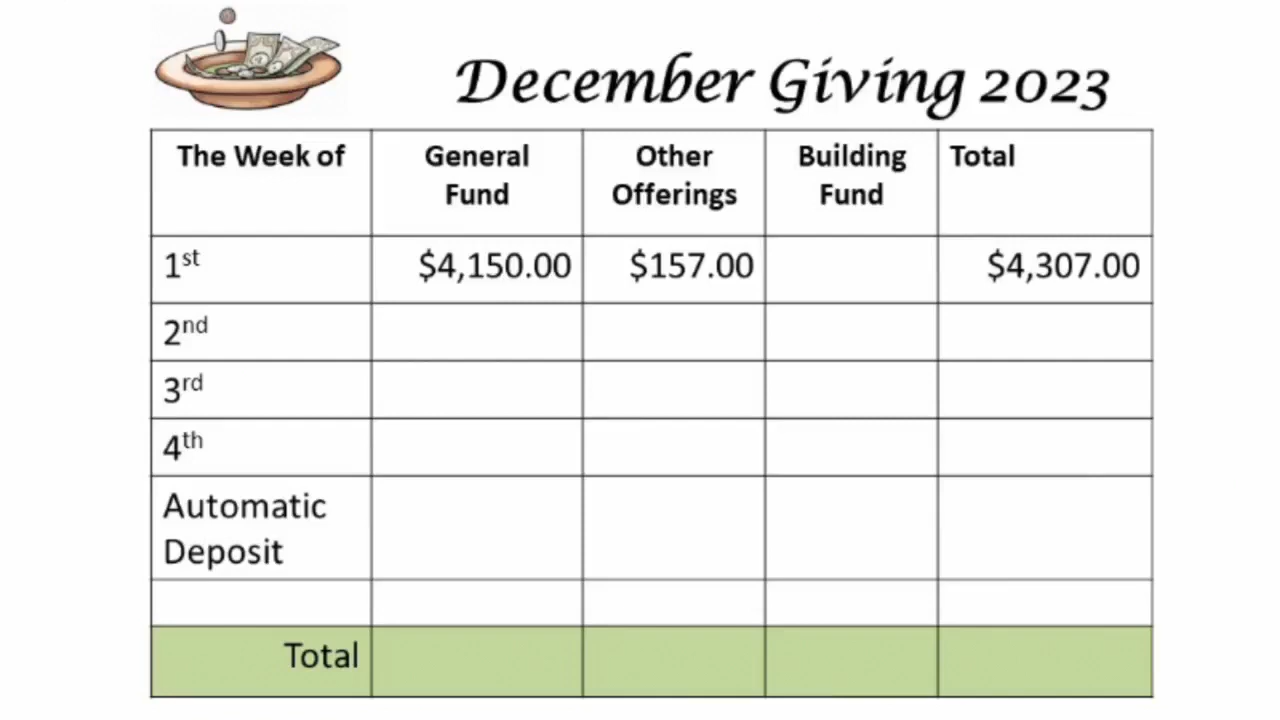 December Giving 2023
The Week of
General
Fund
Other
Offerings
Building
Fund
Total
1st
$4,150.00
$157.00
$4,307.00
2nd
3rd
4th
Automatic
Deposit
Total